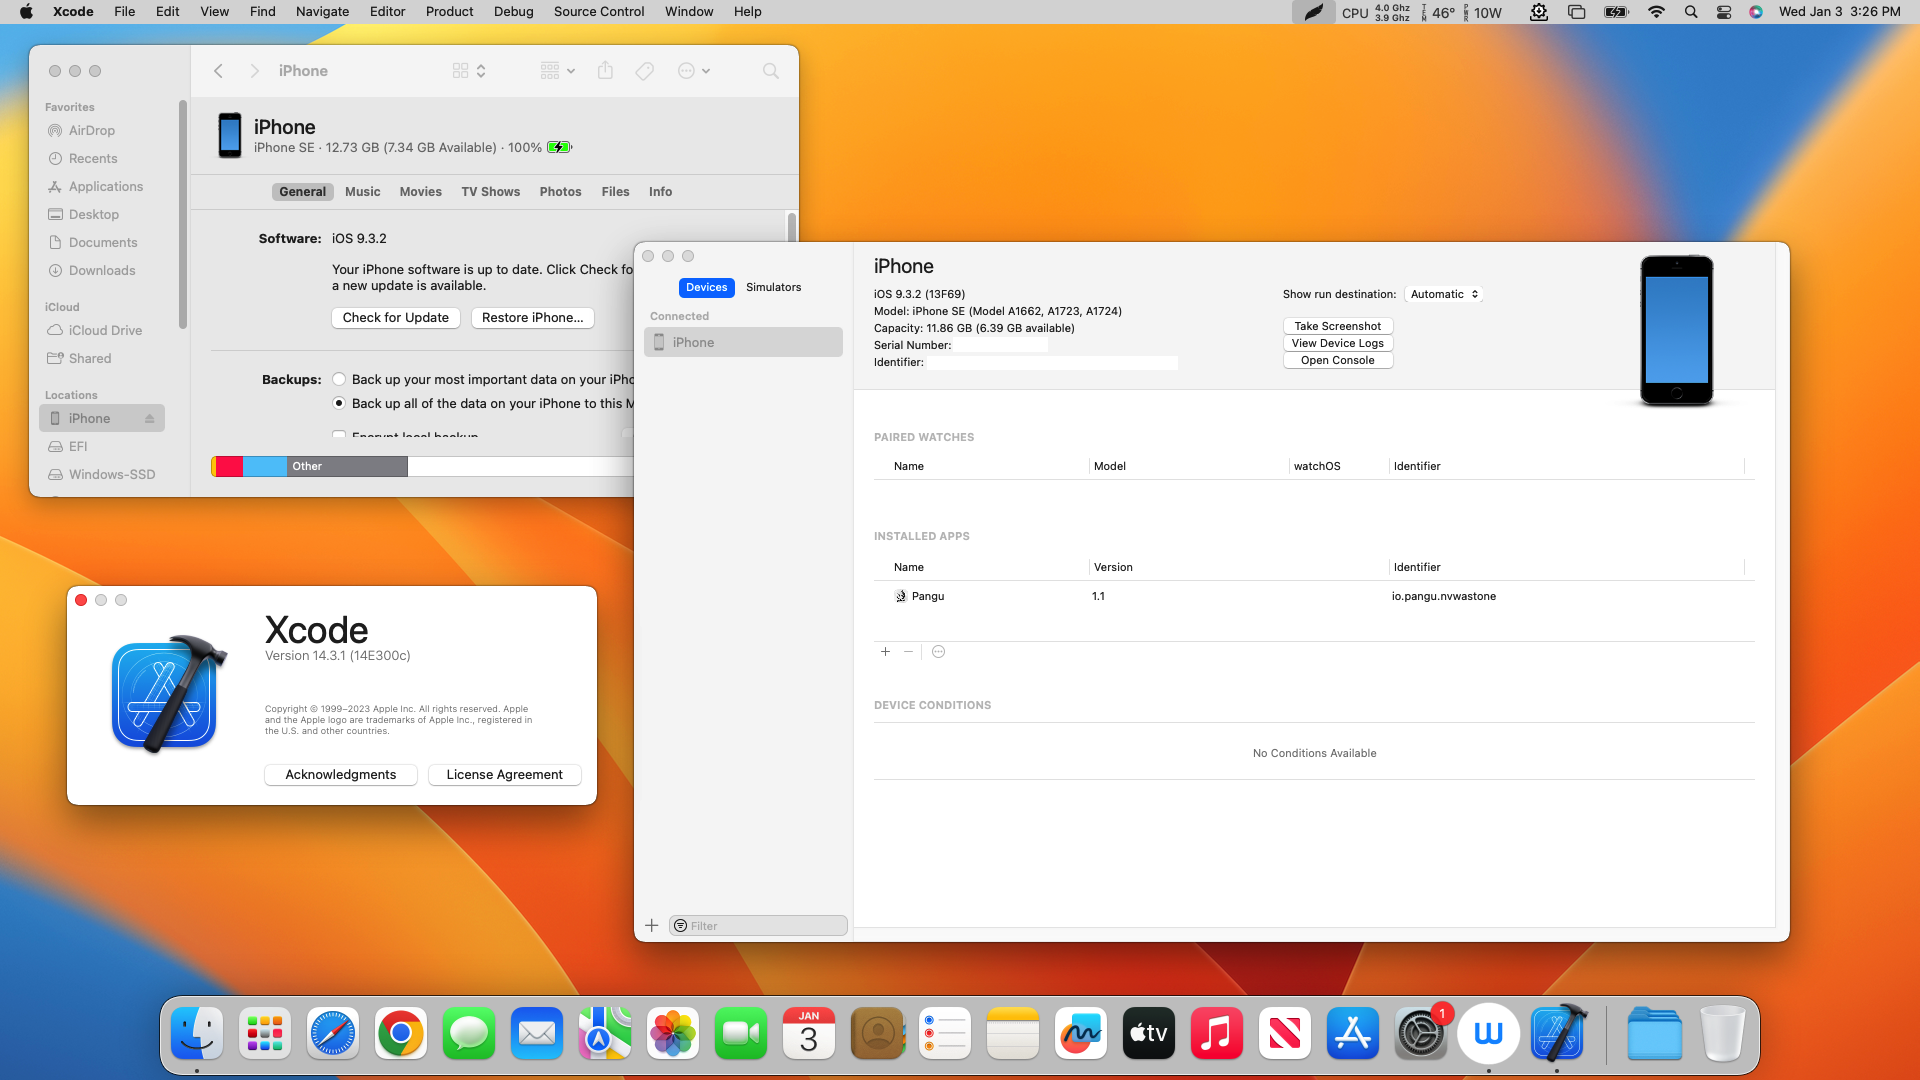 Xcode File Edit View Find Navigate Editor Product Debug Source Control Window Help
CPU 4.0 Ghz 3.9 Ghz TEM 46° PWR 10W Wed Jan 3 3:26 PM
iPhone
Favorites
AirDrop
Recents
Applications
Desktop
Documents
Downloads
iCloud
iCloud Drive
Shared
Locations
iPhone
EFI
Windows-SSD
iPhone
iPhone SE · 12.73 GB (7.34 GB Available) · 100%
General Music Movies TV Shows Photos Files Info
Software: iOS 9.3.2
Your iPhone software is up to date. Click Check fo
a new update is available.
Check for Update Restore iPhone...
Backups: Back up your most important data on your iPho
Back up all of the data on your iPhone to this M
Encrypt local backup
Other
Devices Simulators
Connected
iPhone
Filter
iPhone
iOS 9.3.2 (13F69)
Model: iPhone SE (Model A1662, A1723, A1724)
Capacity: 11.86 GB (6.39 GB available)
Serial Number:
Identifier:
Show run destination: Automatic
Take Screenshot
View Device Logs
Open Console
PAIRED WATCHES
Name Model watchOS Identifier
INSTALLED APPS
Name Version Identifier
Pangu 1.1 io.pangu.nvwastone
DEVICE CONDITIONS
No Conditions Available
Xcode
Version 14.3.1 (14E300c)
Copyright © 1999–2023 Apple Inc. All rights reserved. Apple
and the Apple logo are trademarks of Apple Inc., registered in
the U.S. and other countries.
Acknowledgments License Agreement
JAN
3
tv
1
w